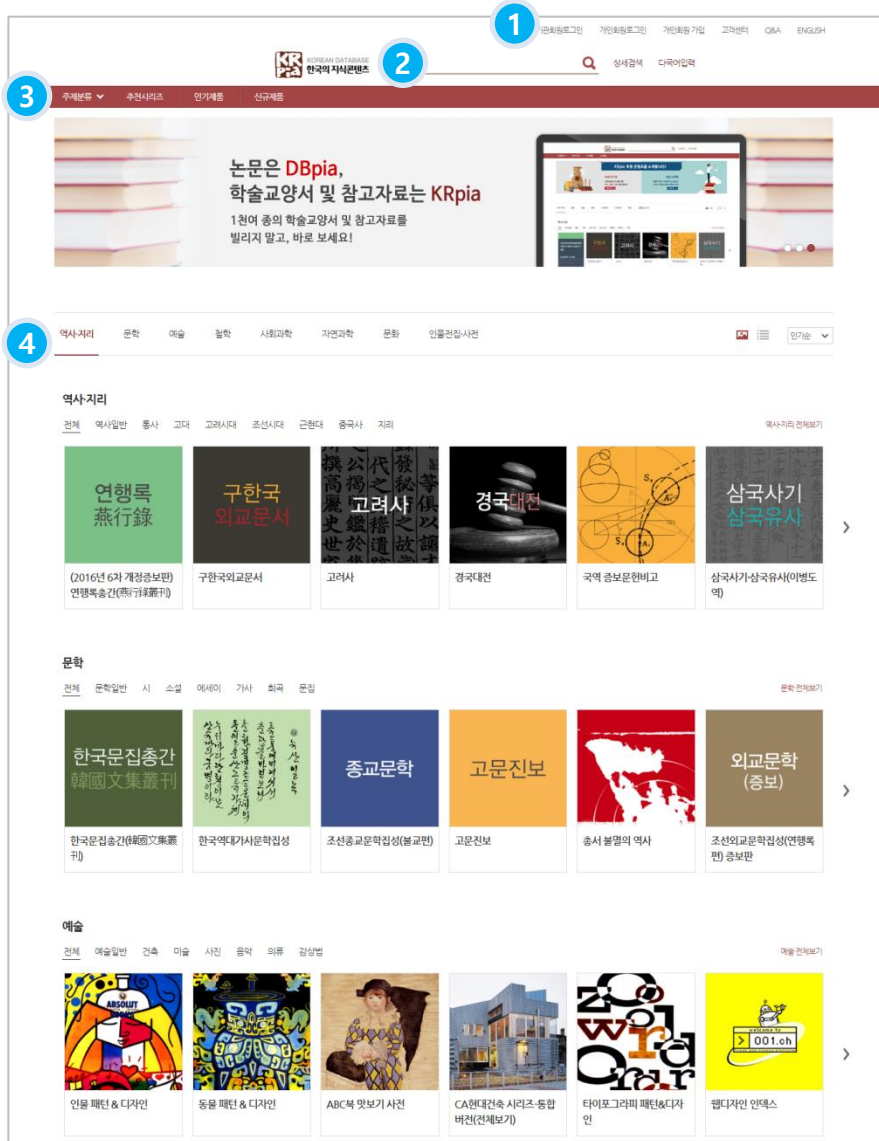 1
기관회원로그인 개인회원로그인 개인회원 가입 고객센터 Q&A ENGLISH
KRpia KOREAN DATABASE
한국의 지식콘텐츠
2
상세검색 다국어입력
3
주제분류 추천시리즈 인기제품 신규제품
논문은 DBpia,
학술교양서 및 참고자료는 KRpia
1천여 종의 학술교양서 및 참고자료를
빌리지 말고, 바로 보세요!
4
역사·지리 문학 예술 철학 사회과학 자연과학 문화 인물전집·사전
인기순
역사·지리
전체 역사일반 통사 고대 고려시대 조선시대 근현대 중국사 지리
역사·지리 전체보기
연행록
燕行錄
구한국
외교문서
고려사
경국대전
삼국사기
삼국유사
(2016년 6차 개정증보판)
연행록총간(燕行録叢刊)
구한국외교문서
고려사
경국대전
국역 증보문헌비고
삼국사기·삼국유사(이병도
역)
문학
전체 문학일반 시 소설 에세이 가사 희곡 문집
문학 전체보기
한국문집총간
韓國文集叢刊
종교문학
고문진보
외교문학
(증보)
한국문집총간(韓國文集叢
刊)
한국역대가사문학집성
조선종교문학집성(불교편)
고문진보
총서 불멸의 역사
조선외교문학집성(연행록
편) 증보판
예술
전체 예술일반 건축 미술 사진 음악 의류 감상법
예술 전체보기
ABSOLUT
welcome to
> 001.ch
인물 패턴 & 디자인
동물 패턴 & 디자인
ABC북 맛보기 사전
CA현대건축 시리즈-통합
버전(전체보기)
타이포그라피 패턴&디자
인
웹디자인 인덱스